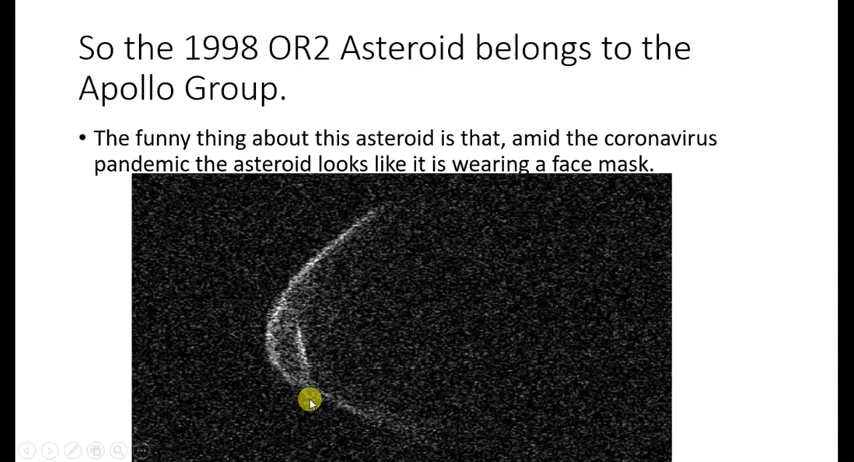 So the 1998 OR2 Asteroid belongs to the
Apollo Group.
• The funny thing about this asteroid is that, amid the coronavirus
pandemic the asteroid looks like it is wearing a face mask.